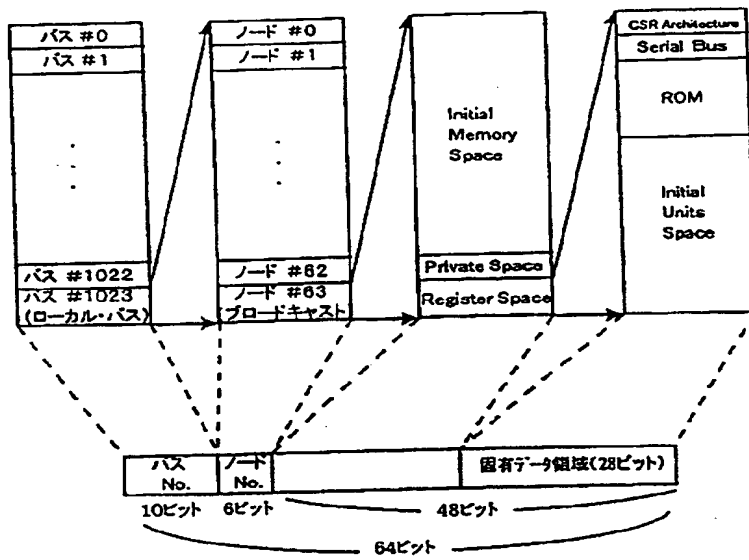 バス #0
バス #1
バス #1022
バス #1023
(ローカル・バス)
ノード #0
ノード #1
ノード #62
ノード #63
(ブロードキャスト)
Initial
Memory
Space
Private Space
Register Space
CSR Architecture
Serial Bus
ROM
Initial
Units
Space
バス
No.
ノード
No.
固有データ領域(28ビット)
10ビット
6ビット
48ビット
64ビット